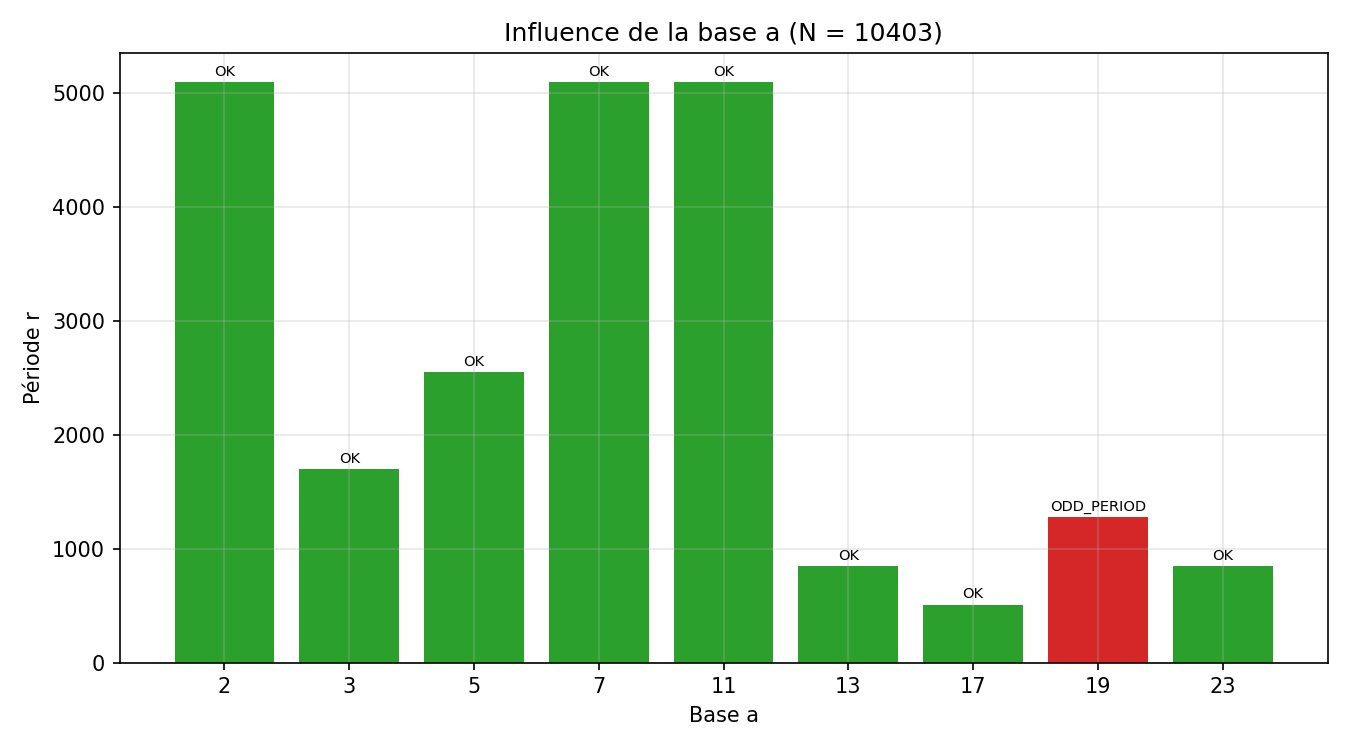 Influence de la base a (N = 10403)
OK
OK
OK
OK
OK
OK
OK
ODD_PERIOD
OK
5000
4000
3000
2000
1000
0
Période r
2 3 5 7 11 13 17 19 23
Base a